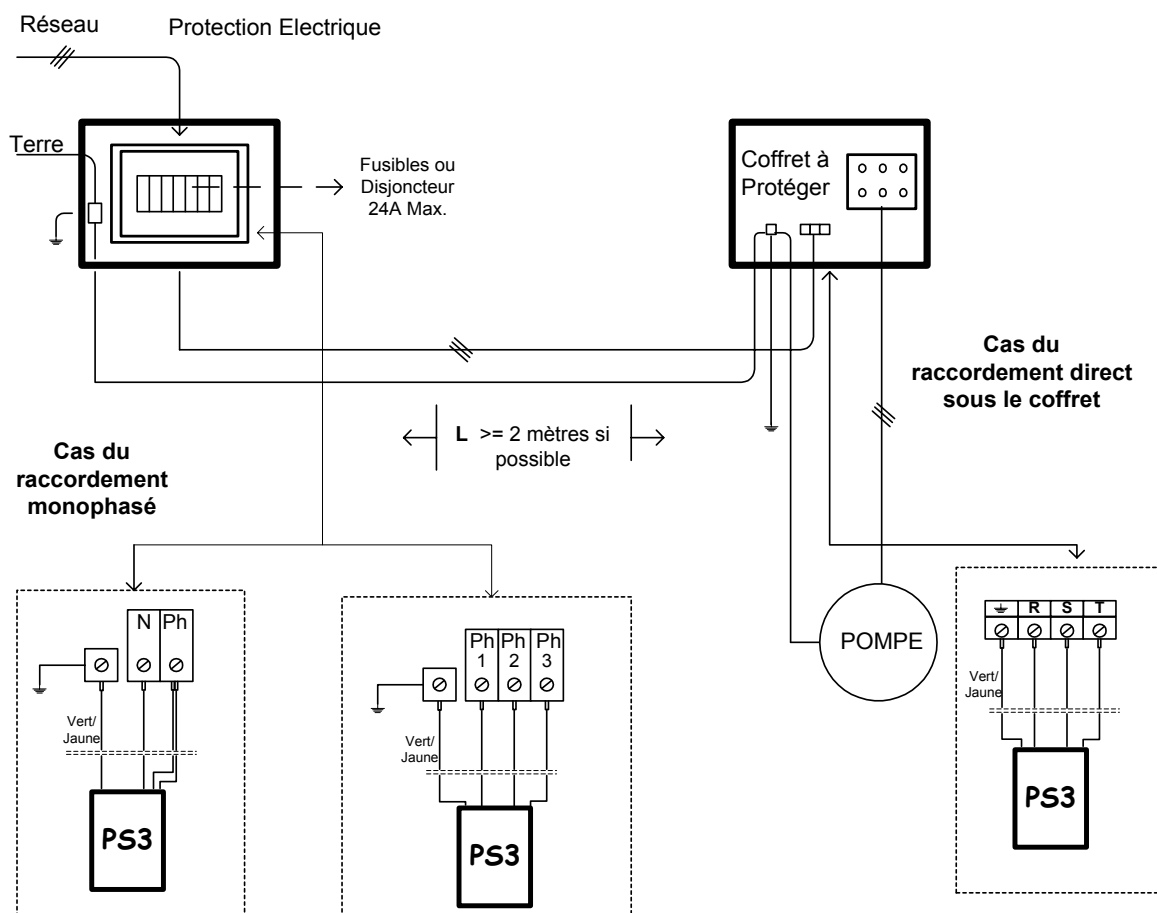 Réseau
Protection Electrique
Terre
Fusibles ou
Disjoncteur
24A Max.
Coffret à
Protéger
Cas du
raccordement direct
sous le coffret
L >= 2 mètres si
possible
Cas du
raccordement
monophasé
N Ph
Vert/
Jaune
PS3
Ph Ph Ph
1 2 3
Vert/
Jaune
PS3
POMPE
R S T
Vert/
Jaune
PS3